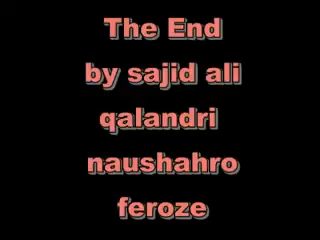 The End
by sajid ali
qalandri
naushahro
feroze